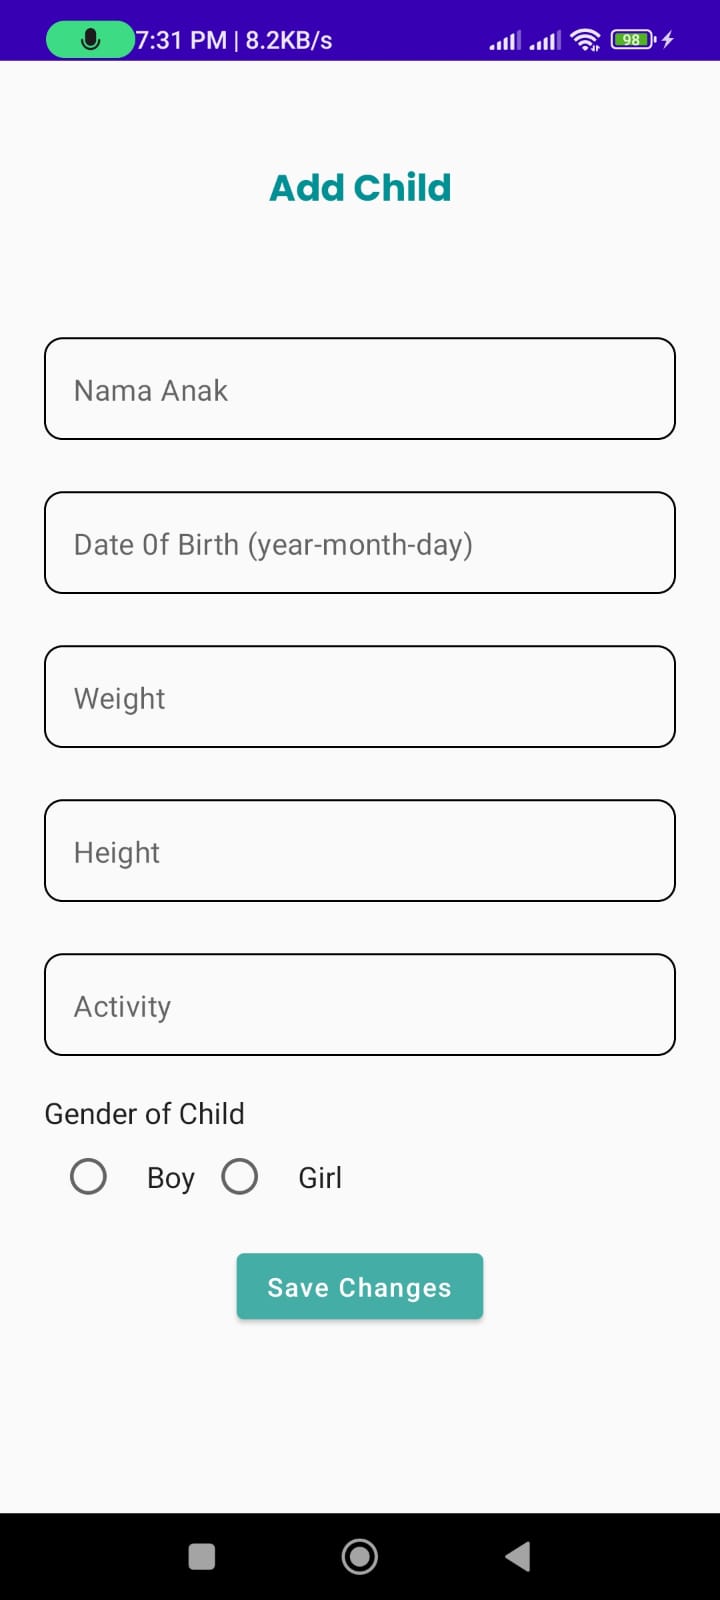 7:31 PM | 8.2KB/s 98
Add Child
Nama Anak
Date 0f Birth (year-month-day)
Weight
Height
Activity
Gender of Child
Boy Girl
Save Changes